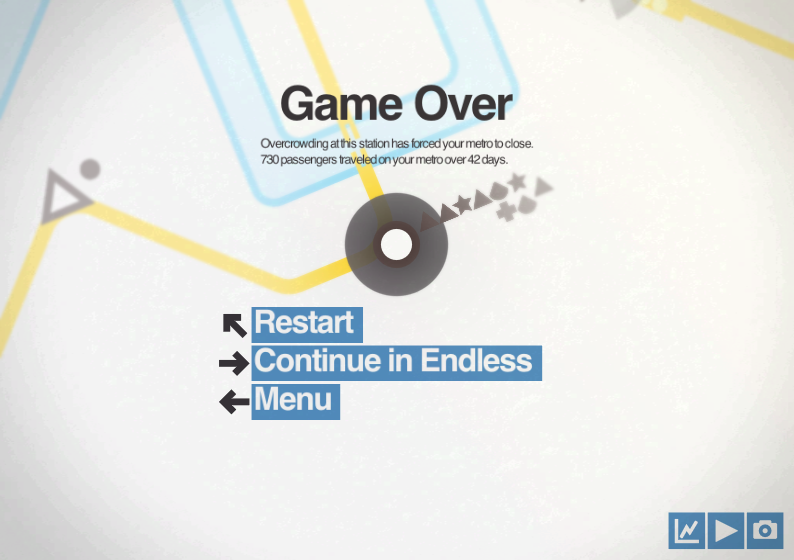 Game Over
Overcrowding at this station has forced your metro to close.
730 passengers traveled on your metro over 42 days.
Restart
Continue in Endless
Menu